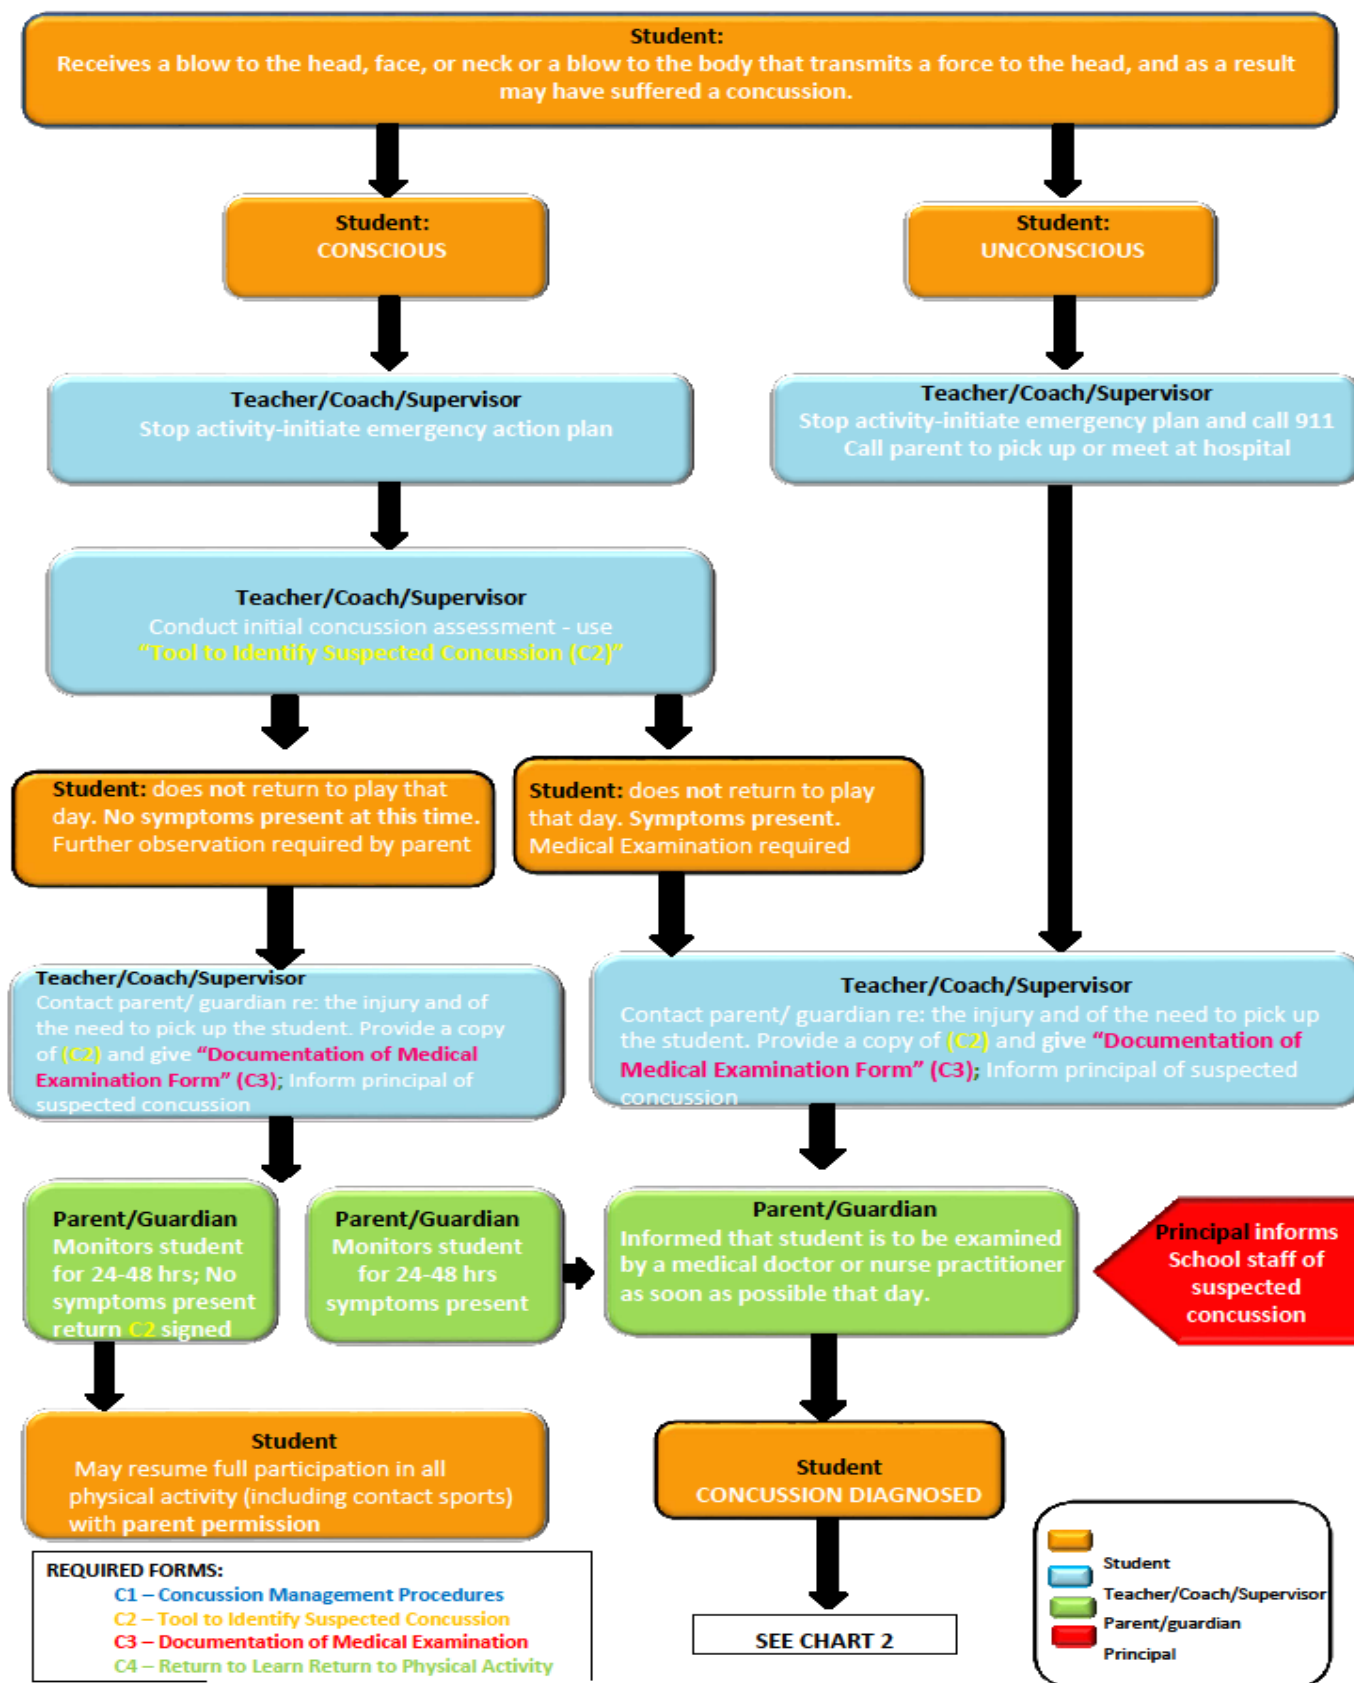 Student:
Receives a blow to the head, face, or neck or a blow to the body that transmits a force to the head, and as a result
may have suffered a concussion.
Student:
CONSCIOUS
Student:
UNCONSCIOUS
Teacher/Coach/Supervisor
Stop activity-initiate emergency action plan
Teacher/Coach/Supervisor
Stop activity-initiate emergency plan and call 911
Call parent to pick up or meet at hospital
Teacher/Coach/Supervisor
Conduct initial concussion assessment - use
“Tool to Identify Suspected Concussion (C2)”
Student: does not return to play that
day. No symptoms present at this time.
Further observation required by parent
Student: does not return to play
that day. Symptoms present.
Medical Examination required
Teacher/Coach/Supervisor
Contact parent/ guardian re: the injury and of
the need to pick up the student. Provide a copy
of (C2) and give “Documentation of Medical
Examination Form” (C3); Inform principal of
suspected concussion
Teacher/Coach/Supervisor
Contact parent/ guardian re: the injury and of the need to pick up
the student. Provide a copy of (C2) and give “Documentation of
Medical Examination Form” (C3); Inform principal of suspected
concussion
Parent/Guardian
Monitors student
for 24-48 hrs; No
symptoms present
return C2 signed
Parent/Guardian
Monitors student
for 24-48 hrs
symptoms present
Parent/Guardian
Informed that student is to be examined
by a medical doctor or nurse practitioner
as soon as possible that day.
Principal informs
School staff of
suspected
concussion
Student
May resume full participation in all
physical activity (including contact sports)
with parent permission
Student
CONCUSSION DIAGNOSED
REQUIRED FORMS:
C1 – Concussion Management Procedures
C2 – Tool to Identify Suspected Concussion
C3 – Documentation of Medical Examination
C4 – Return to Learn Return to Physical Activity
SEE CHART 2
Student
Teacher/Coach/Supervisor
Parent/guardian
Principal